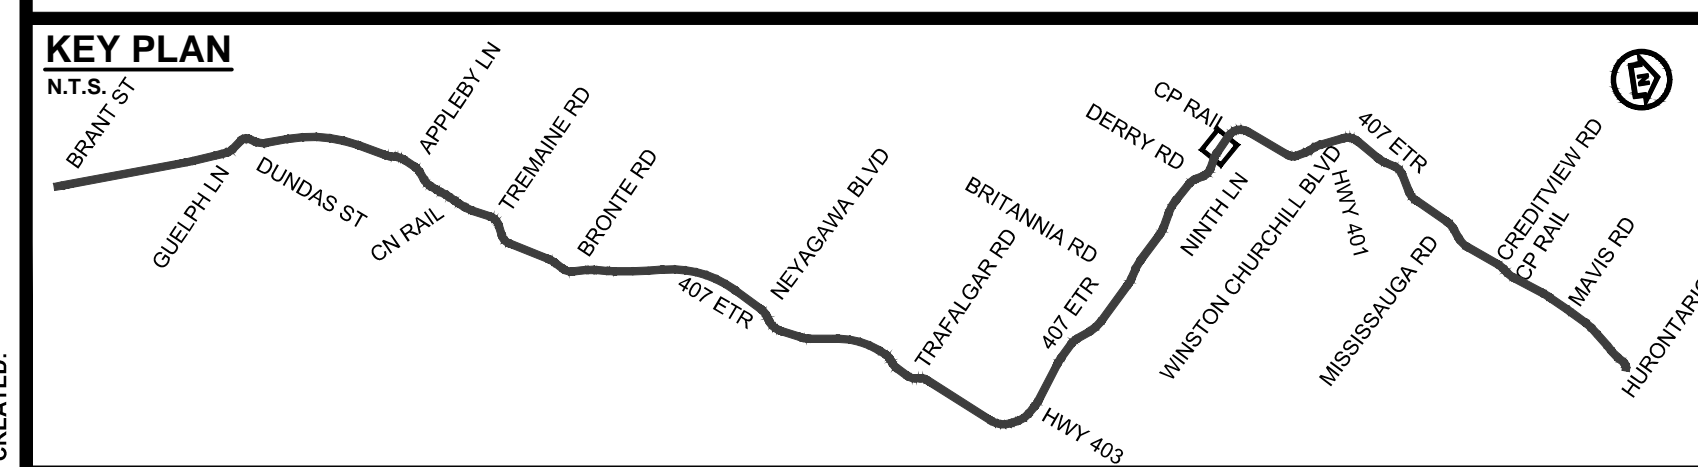 KEY PLAN
N.T.S.
BRANT ST
GUELPH LN
DUNDAS ST
CN RAIL
APPLEBY LN
TREMAINE RD
BRONTE RD
407 ETR
NEYAGAWA BLVD
TRAFALGAR RD
BRITANNIA RD
HWY 403
407 ETR
DERRY RD
CP RAIL
NINTH LN
WINSTON CHURCHILL BLVD
HWY 401
407 ETR
MISSISSAUGA RD
CREDITVIEW RD
CP RAIL
MAVIS RD
N